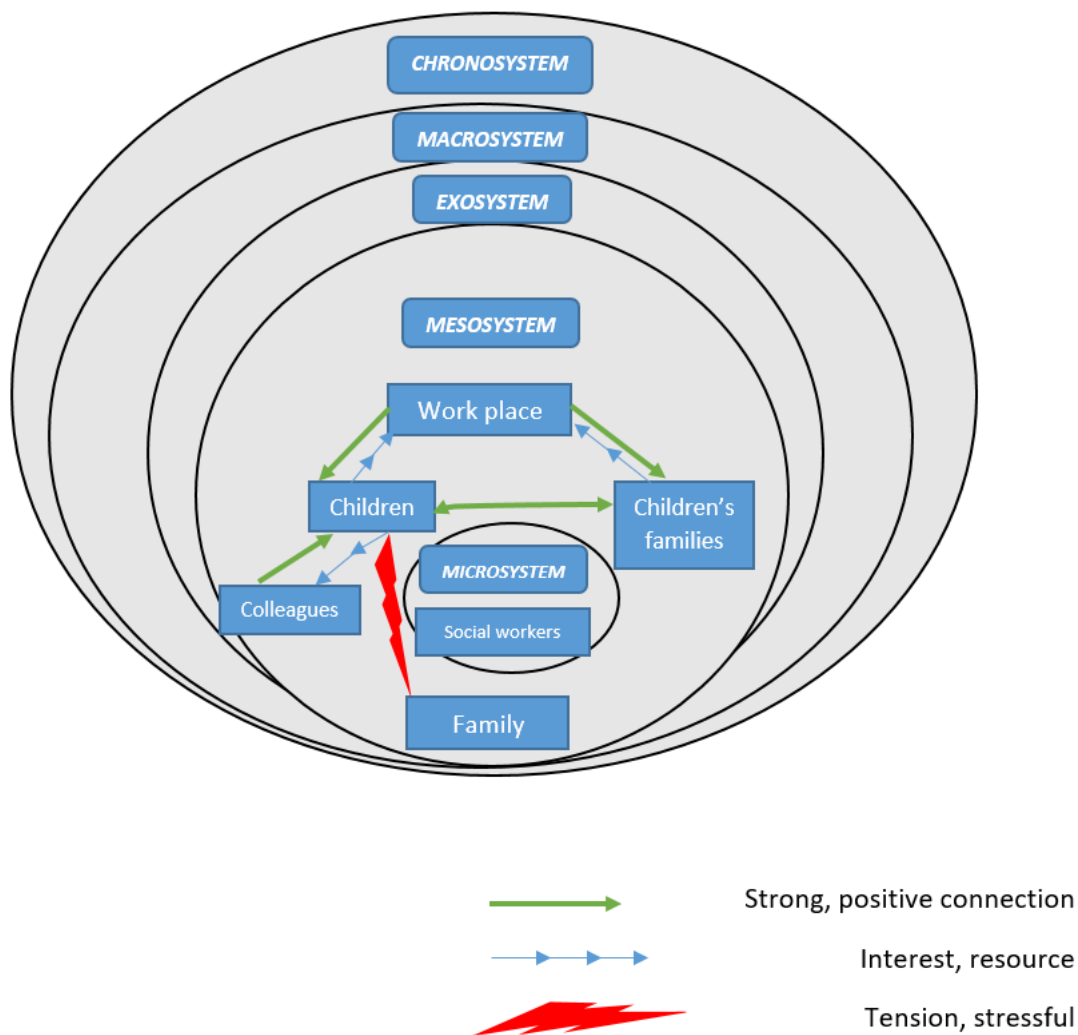 CHRONOSYSTEM
MACROSYSTEM
EXOSYSTEM
MESOSYSTEM
Work place
Children
Children's
families
MICROSYSTEM
Colleagues
Social workers
Family
Strong, positive connection
Interest, resource
Tension, stressful